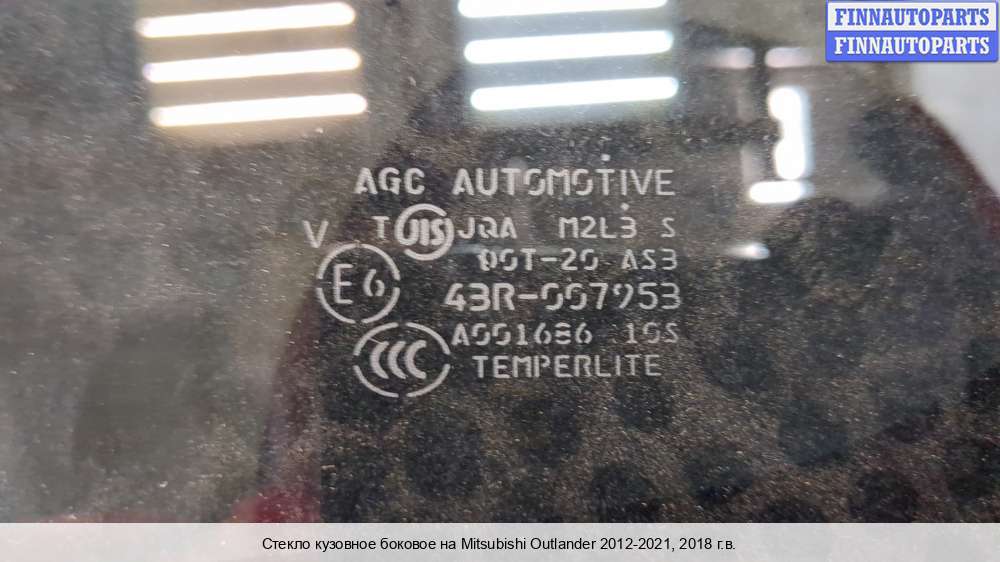 FINNAUTOPARTS
FINNAUTOPARTS
AGC AUTOMOTIVE
V T JIS JQA M2L3 S
DOT-20 AS3
E6 43R-007953
A001686 10S
CCC TEMPERLITE
Стекло кузовное боковое на Mitsubishi Outlander 2012-2021, 2018 г.в.